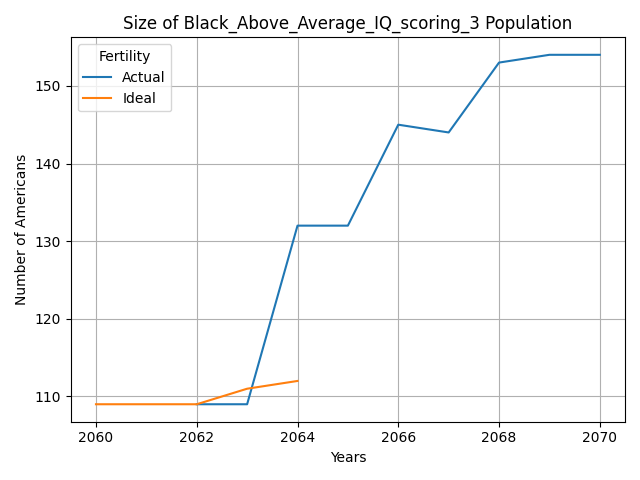 Size of Black_Above_Average_IQ_scoring_3 Population
Fertility
Actual
Ideal
Number of Americans
150
140
130
120
110
2060
2062
2064
2066
2068
2070
Years